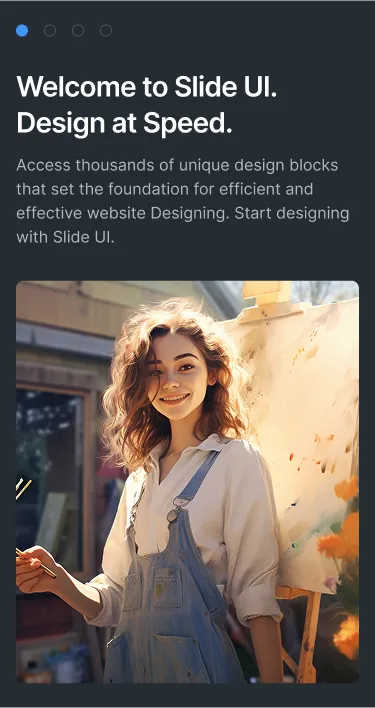 Welcome to Slide UI.
Design at Speed.
Access thousands of unique design blocks
that set the foundation for efficient and
effective website Designing. Start designing
with Slide UI.